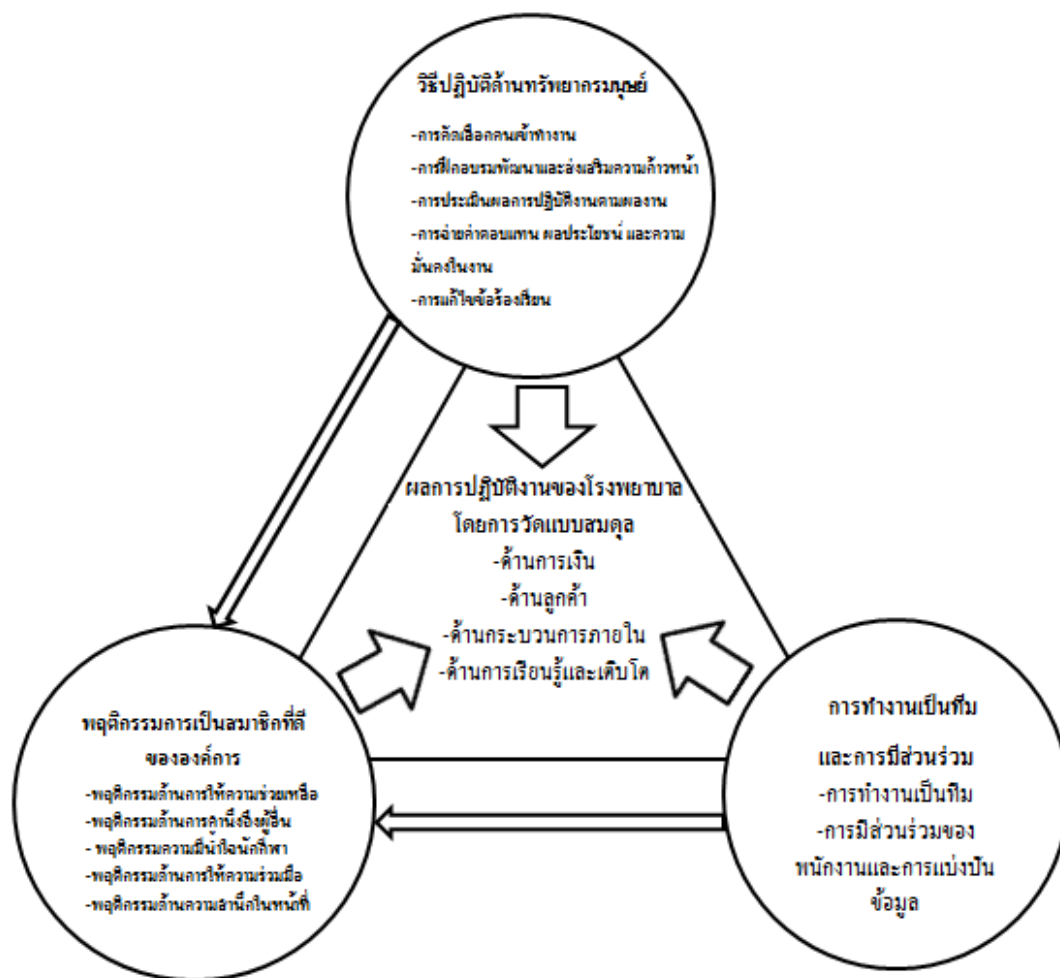 วิธีปฏิบัติด้านทรัพยากรมนุษย์
-การคัดเลือกคนเข้าทำงาน
-การฝึกอบรมพัฒนาและส่งเสริมความก้าวหน้า
-การประเมินผลการปฏิบัติงานตามผลงาน
-การจ่ายค่าตอบแทน ผลประโยชน์ และความ
มั่นคงในงาน
-การแก้ไขข้อร้องเรียน
ผลการปฏิบัติงานของโรงพยาบาล
โดยการวัดแบบสมดุล
-ด้านการเงิน
-ด้านลูกค้า
-ด้านกระบวนการภายใน
-ด้านการเรียนรู้และเติบโต
พฤติกรรมการเป็นสมาชิกที่ดี
ขององค์การ
-พฤติกรรมด้านการให้ความช่วยเหลือ
-พฤติกรรมด้านการคำนึงถึงผู้อื่น
- พฤติกรรมความมีน้ำใจนักกีฬา
-พฤติกรรมด้านการให้ความร่วมมือ
-พฤติกรรมด้านความสำนึกในหน้าที่
การทำงานเป็นทีม
และการมีส่วนร่วม
-การทำงานเป็นทีม
-การมีส่วนร่วมของ
พนักงานและการแบ่งปัน
ข้อมูล